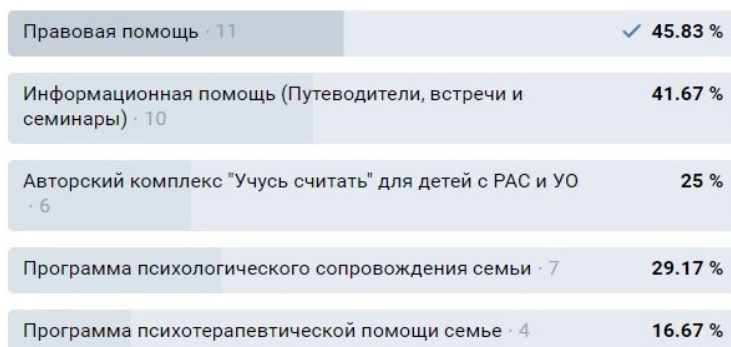 Правовая помощь · 11 45.83 %
Информационная помощь (Путеводители, встречи и 41.67 %
семинары) · 10
Авторский комплекс "Учусь считать" для детей с РАС и УО 25 %
· 6
Программа психологического сопровождения семьи · 7 29.17 %
Программа психотерапевтической помощи семье · 4 16.67 %